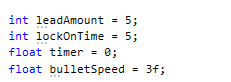 int leadAmount = 5;
int lockOnTime = 5;
float timer = 0;
float bulletSpeed = 3f;